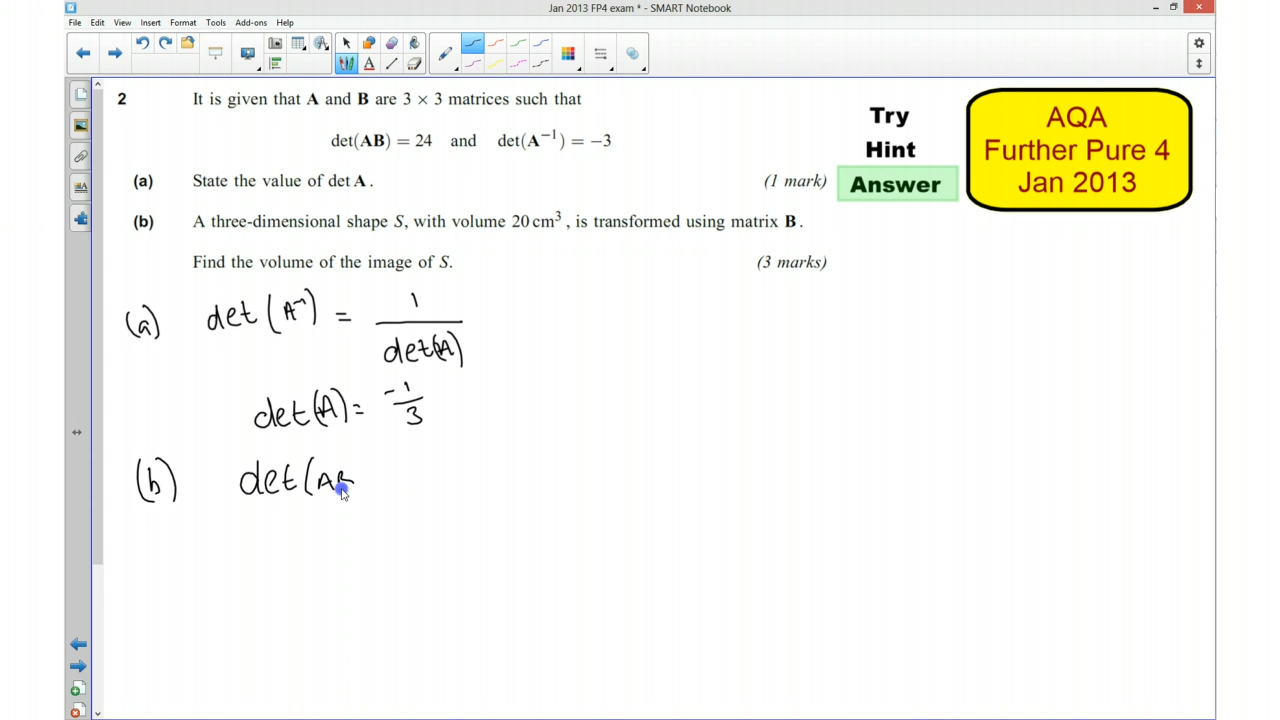 Jan 2013 FP4 exam * - SMART Notebook
File Edit View Insert Format Tools Add-ons Help
2 It is given that A and B are 3 × 3 matrices such that
det(AB) = 24 and det(A⁻¹) = −3
(a) State the value of det A . (1 mark)
(b) A three-dimensional shape S, with volume 20 cm³ , is transformed using matrix B .
Find the volume of the image of S. (3 marks)
Try
Hint
Answer
AQA
Further Pure 4
Jan 2013
(a) det(A⁻¹) = 1 / det(A)
det(A) = -1/3
(b) det(AB